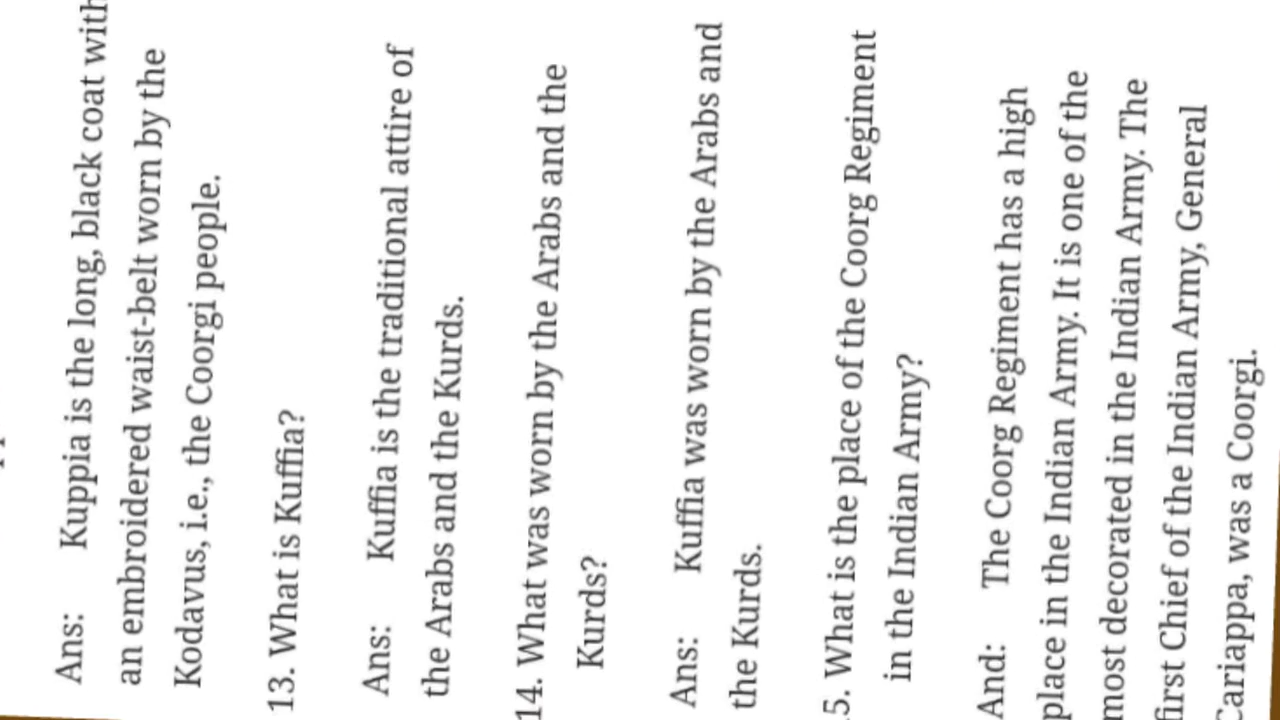 Ans: Kuppia is the long, black coat with
an embroidered waist-belt worn by the
Kodavus, i.e., the Coorgi people.
13. What is Kuffia?
Ans: Kuffia is the traditional attire of
the Arabs and the Kurds.
14. What was worn by the Arabs and the
Kurds?
Ans: Kuffia was worn by the Arabs and
the Kurds.
5. What is the place of the Coorg Regiment
in the Indian Army?
And: The Coorg Regiment has a high
place in the Indian Army. It is one of the
most decorated in the Indian Army. The
first Chief of the Indian Army, General
Cariappa, was a Coorgi.